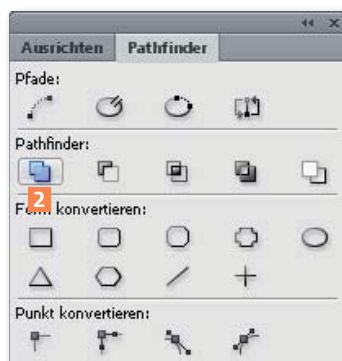 Ausrichten Pathfinder
Pfade:
Pathfinder:
2
Form konvertieren:
Punkt konvertieren: